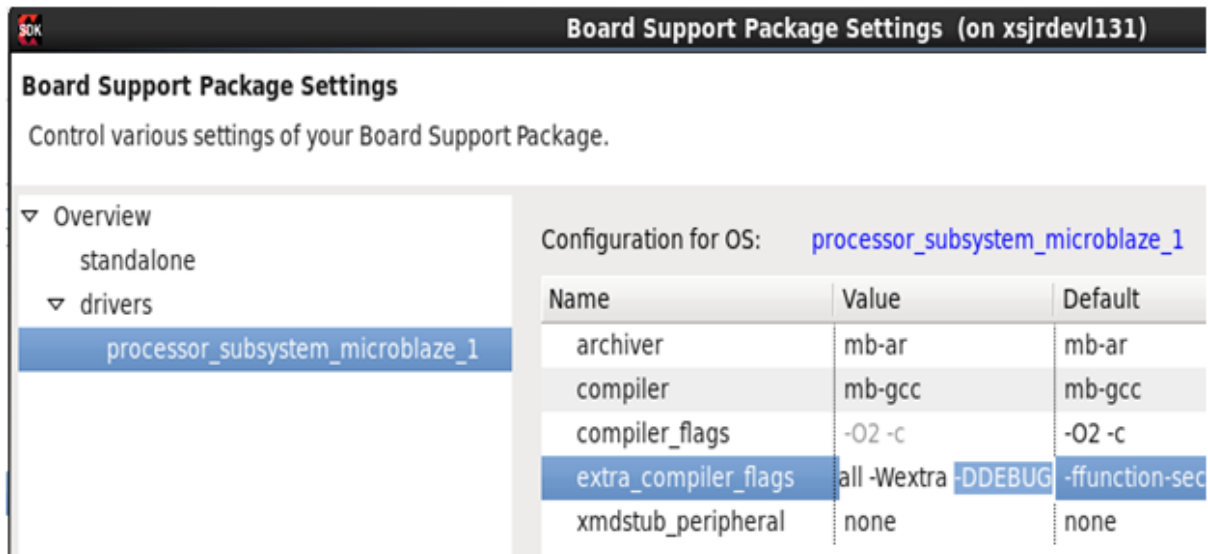 SDK
Board Support Package Settings (on xsjrdevl131)
Board Support Package Settings
Control various settings of your Board Support Package.
Overview
standalone
drivers
processor_subsystem_microblaze_1
Configuration for OS: processor_subsystem_microblaze_1
Name Value Default
archiver mb-ar mb-ar
compiler mb-gcc mb-gcc
compiler_flags -O2 -c -O2 -c
extra_compiler_flags all -Wextra -DDEBUG -ffunction-sec
xmdstub_peripheral none none